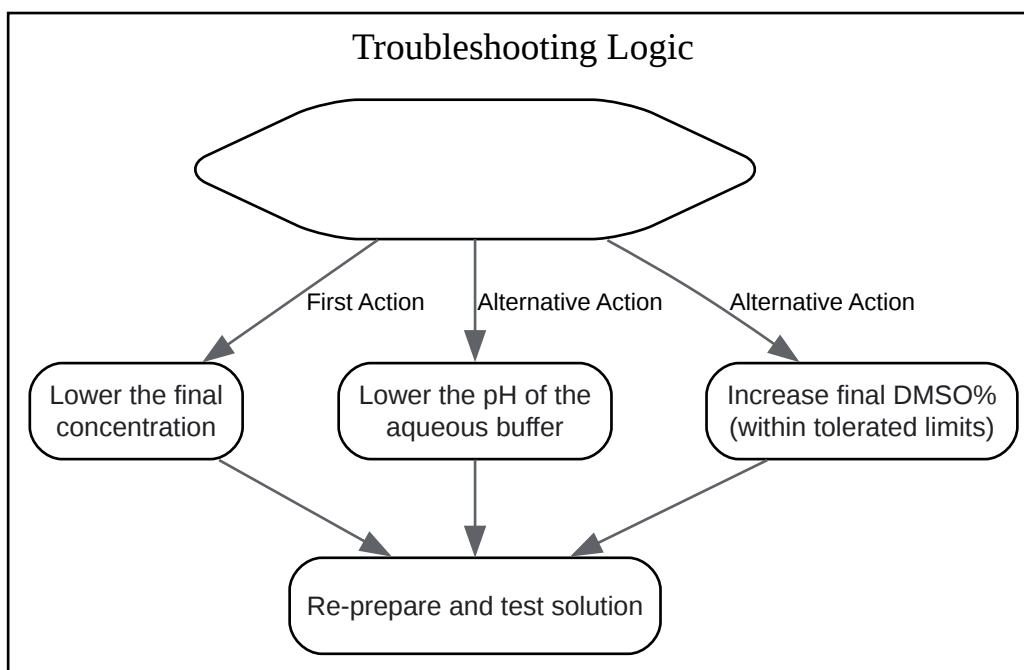 Troubleshooting Logic
First Action
Alternative Action
Alternative Action
Lower the final
concentration
Lower the pH of the
aqueous buffer
Increase final DMSO%
(within tolerated limits)
Re-prepare and test solution